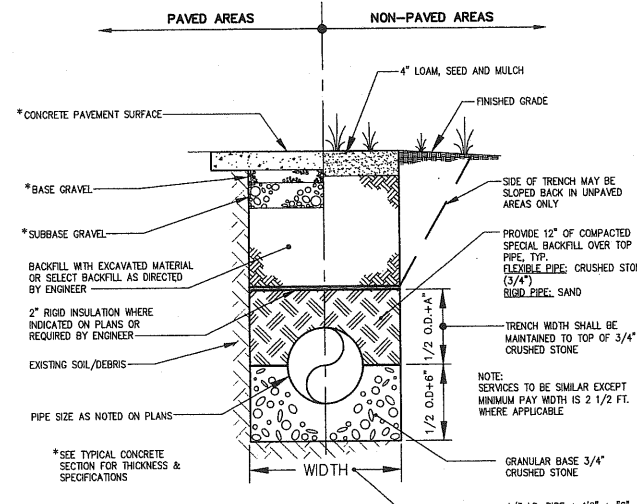 PAVED AREAS
NON-PAVED AREAS
4" LOAM, SEED AND MULCH
*CONCRETE PAVEMENT SURFACE
FINISHED GRADE
*BASE GRAVEL
SIDE OF TRENCH MAY BE
SLOPED BACK IN UNPAVED
AREAS ONLY
*SUBBASE GRAVEL
PROVIDE 12" OF COMPACTED
SPECIAL BACKFILL OVER TOP
PIPE, TYP.
FLEXIBLE PIPE: CRUSHED STON
(3/4")
RIGID PIPE: SAND
BACKFILL WITH EXCAVATED MATERIAL
OR SELECT BACKFILL AS DIRECTED
BY ENGINEER
2" RIGID INSULATION WHERE
INDICATED ON PLANS OR
REQUIRED BY ENGINEER
1/2 O.D.+A"
TRENCH WIDTH SHALL BE
MAINTAINED TO TOP OF 3/4"
CRUSHED STONE
EXISTING SOIL/DEBRIS
1/2 O.D+6"
NOTE:
SERVICES TO BE SIMILAR EXCEPT
MINIMUM PAY WIDTH IS 2 1/2 FT.
WHERE APPLICABLE
PIPE SIZE AS NOTED ON PLANS
*SEE TYPICAL CONCRETE
SECTION FOR THICKNESS &
SPECIFICATIONS
GRANULAR BASE 3/4"
CRUSHED STONE
WIDTH